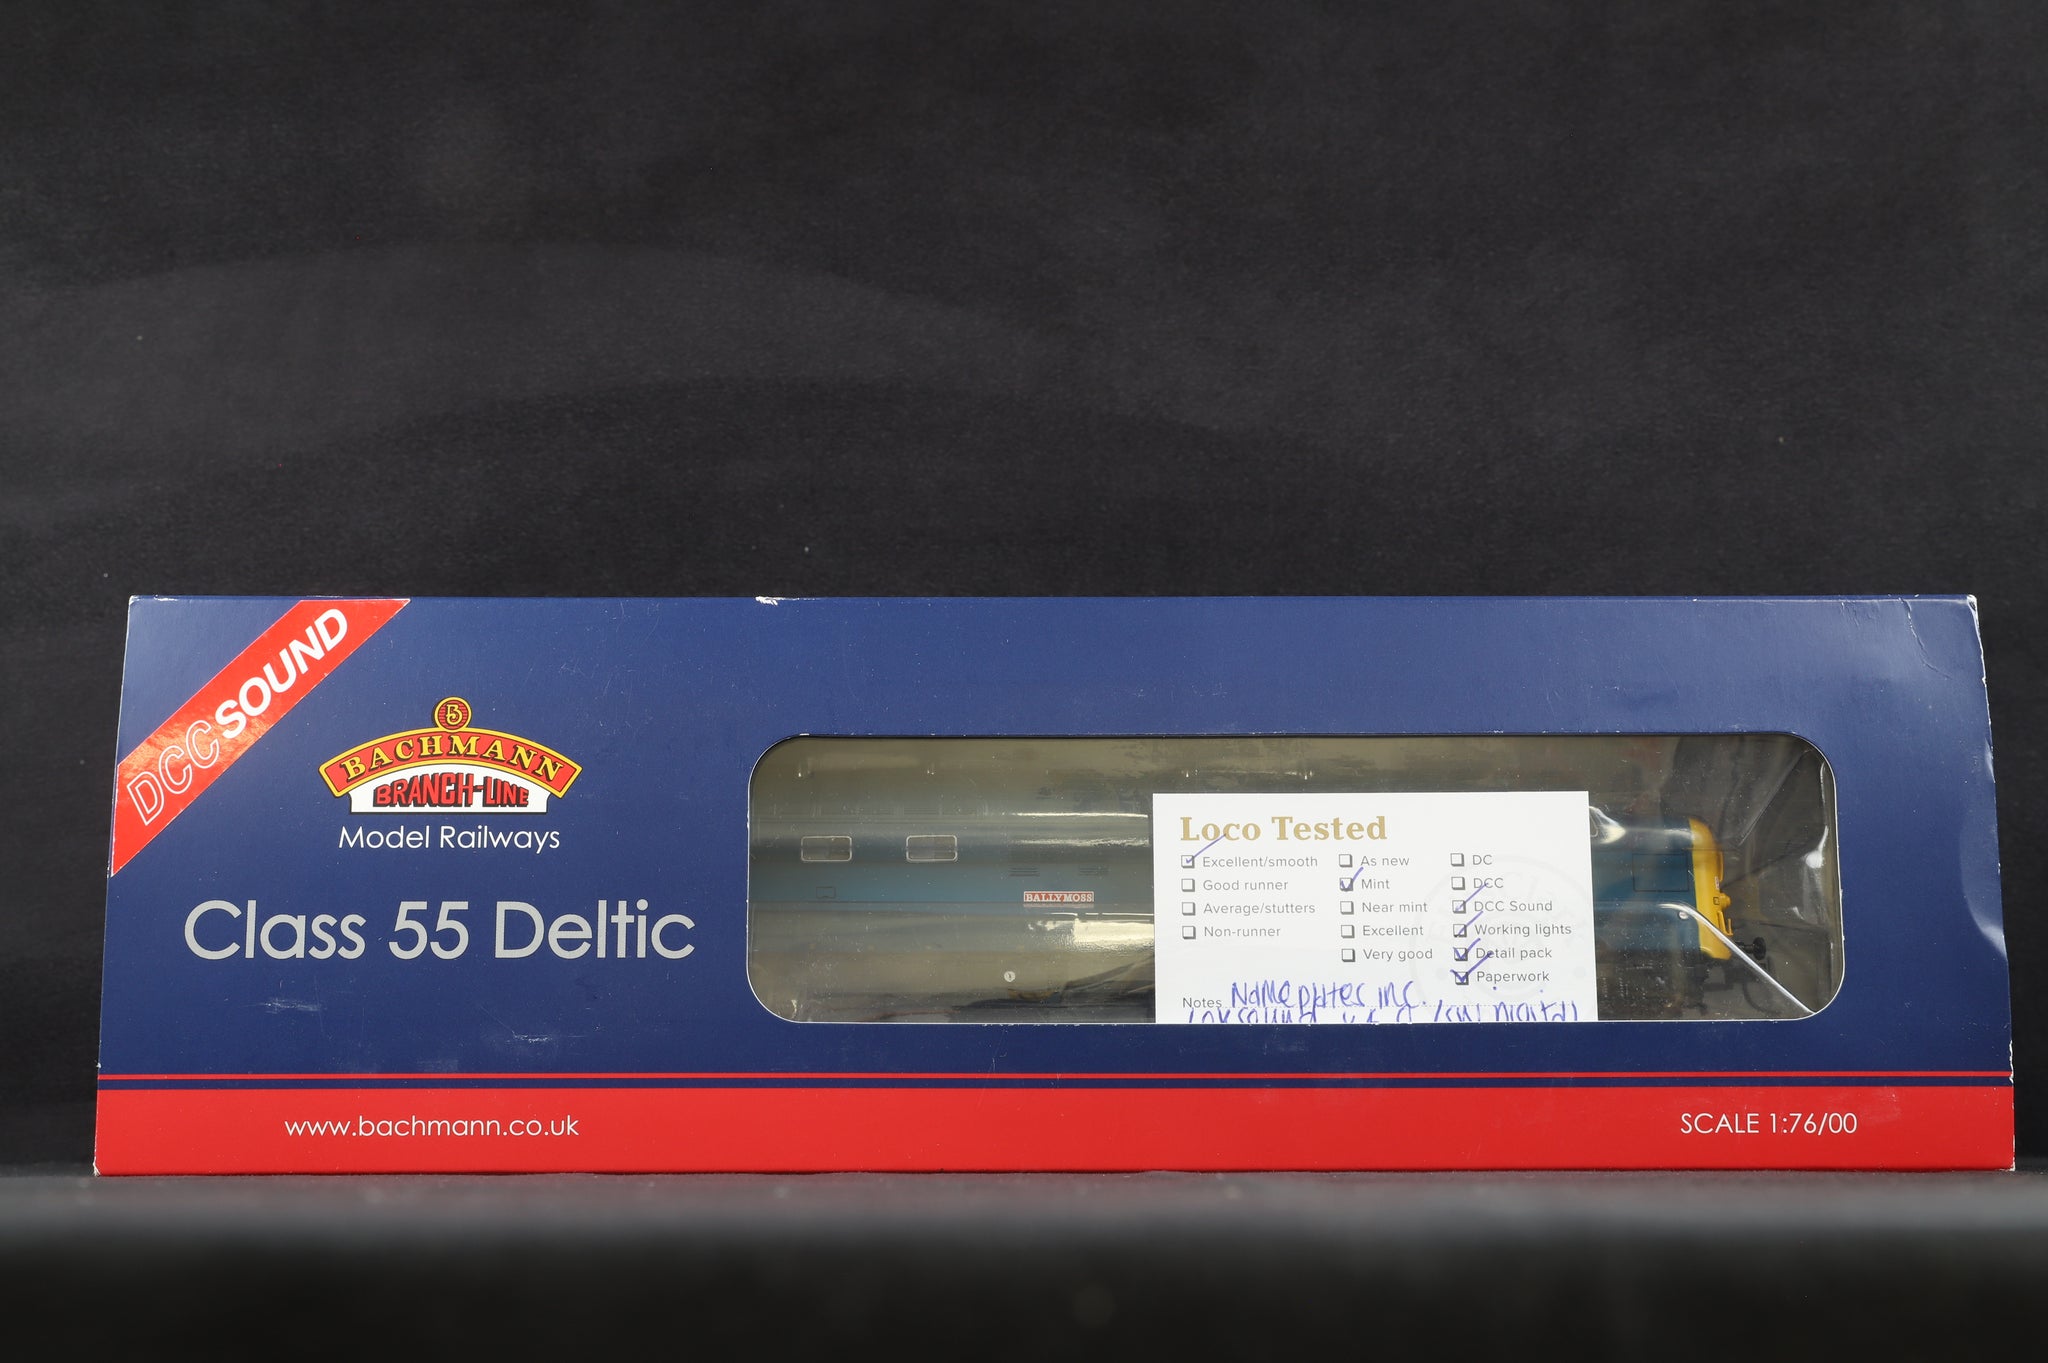 DCC SOUND
B
BACHMANN
BRANCH-LINE
Model Railways
Class 55 Deltic
BALLYMOSS
Loco Tested
Excellent/smooth
Good runner
Average/stutters
Non-runner
As new
Mint
Near mint
Excellent
Very good
DC
DCC
DCC Sound
Working lights
Detail pack
Paperwork
Notes Nameplates inc.
www.bachmann.co.uk
SCALE 1:76/00